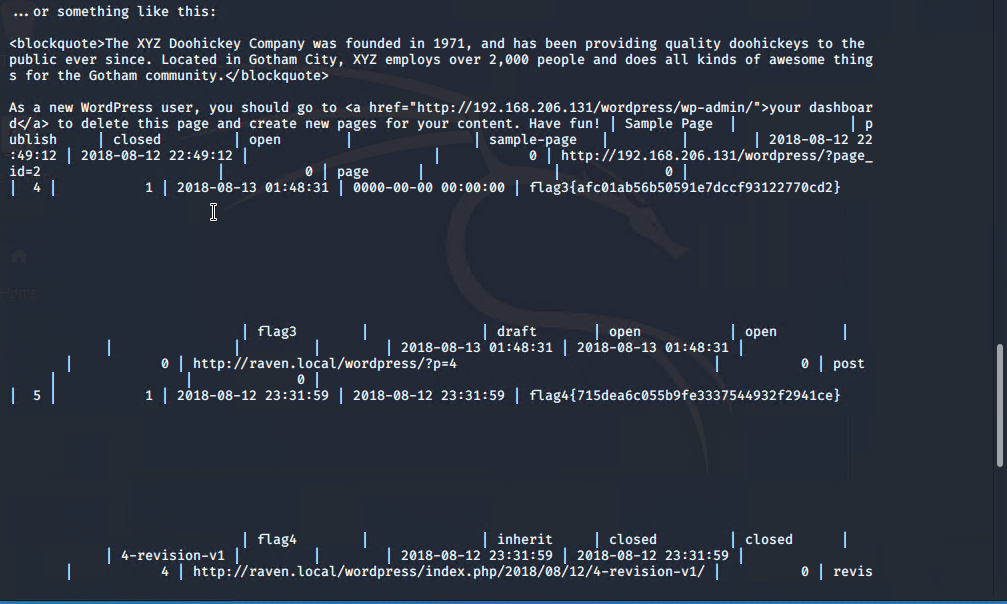 …or something like this:
<blockquote>The XYZ Doohickey Company was founded in 1971, and has been providing quality doohickeys to the
public ever since. Located in Gotham City, XYZ employs over 2,000 people and does all kinds of awesome thing
s for the Gotham community.</blockquote>
As a new WordPress user, you should go to <a href="http://192.168.206.131/wordpress/wp-admin/">your dashboar
d</a> to delete this page and create new pages for your content. Have fun! | Sample Page | | p
ublish | closed | open | | sample-page | | | 2018-08-12 22
:49:12 | 2018-08-12 22:49:12 | | 0 | http://192.168.206.131/wordpress/?page_
id=2 | 0 | page | | 0 |
| 4 | 1 | 2018-08-13 01:48:31 | 0000-00-00 00:00:00 | flag3{afc01ab56b50591e7dccf93122770cd2}
| flag3 | | draft | open | open |
| | | | 2018-08-13 01:48:31 | 2018-08-13 01:48:31 |
| 0 | http://raven.local/wordpress/?p=4 | 0 | post
| | 0 |
| 5 | 1 | 2018-08-12 23:31:59 | 2018-08-12 23:31:59 | flag4{715dea6c055b9fe3337544932f2941ce}
| flag4 | | inherit | closed | closed |
| 4-revision-v1 | | | 2018-08-12 23:31:59 | 2018-08-12 23:31:59 |
| 4 | http://raven.local/wordpress/index.php/2018/08/12/4-revision-v1/ | 0 | revis